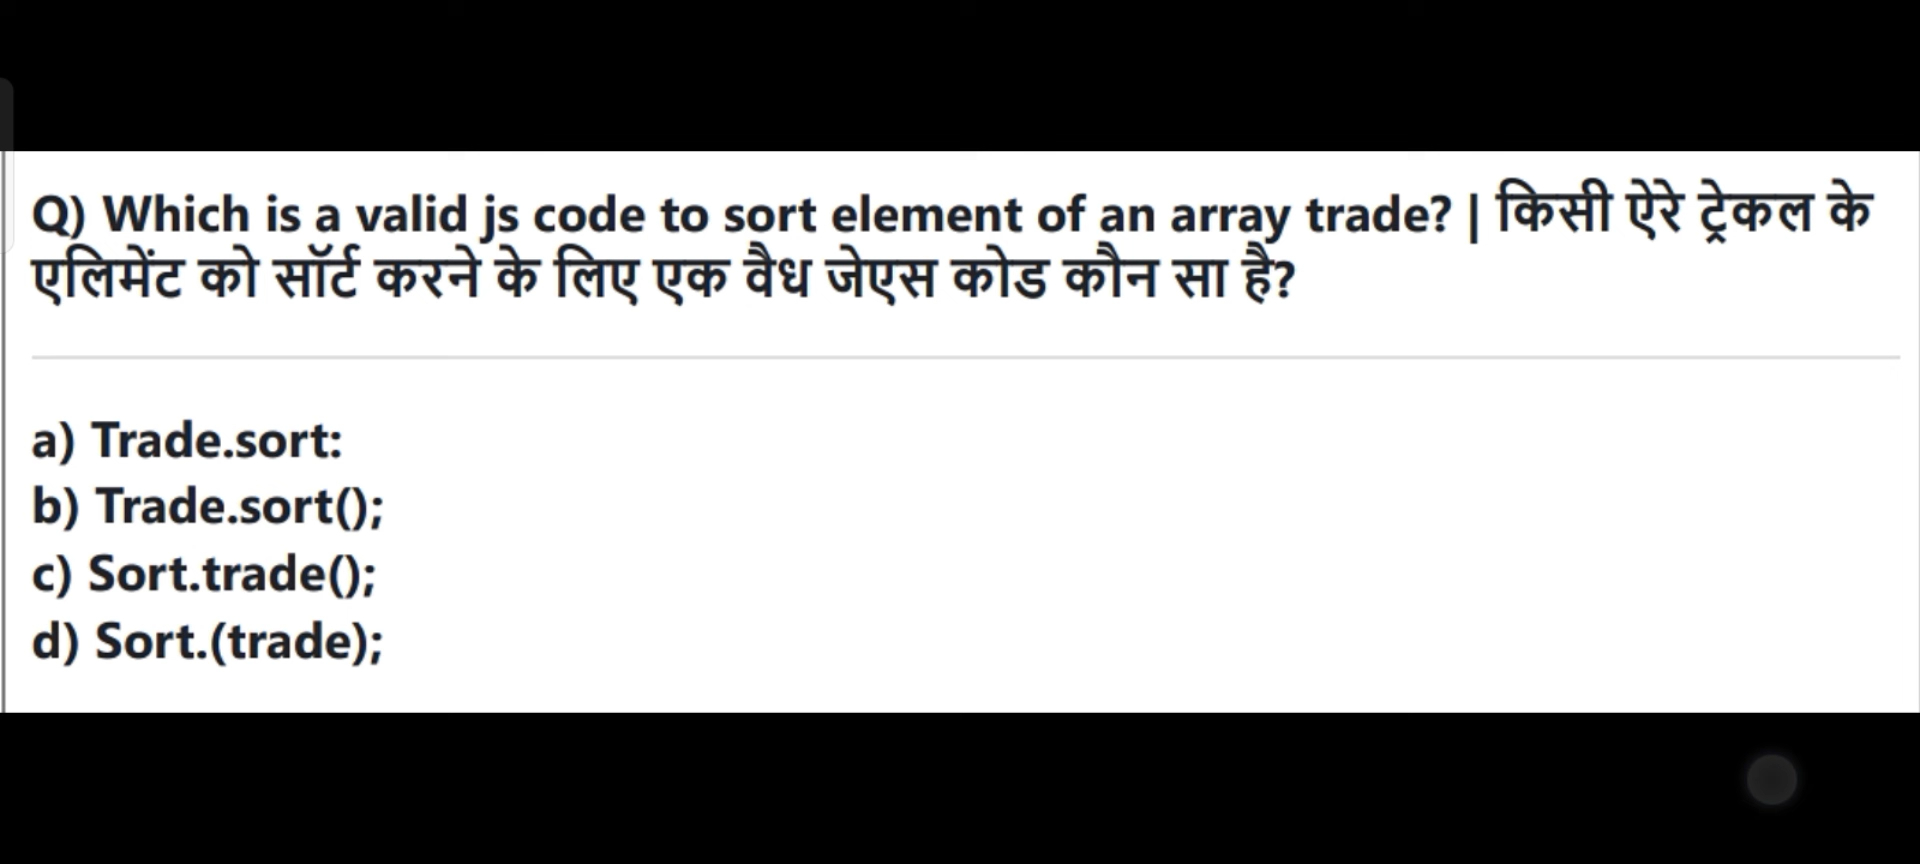 Q) Which is a valid js code to sort element of an array trade? | किसी ऐरे ट्रेकल के
एलिमेंट को सॉर्ट करने के लिए एक वैध जेएस कोड कौन सा है?
a) Trade.sort:
b) Trade.sort();
c) Sort.trade();
d) Sort.(trade);